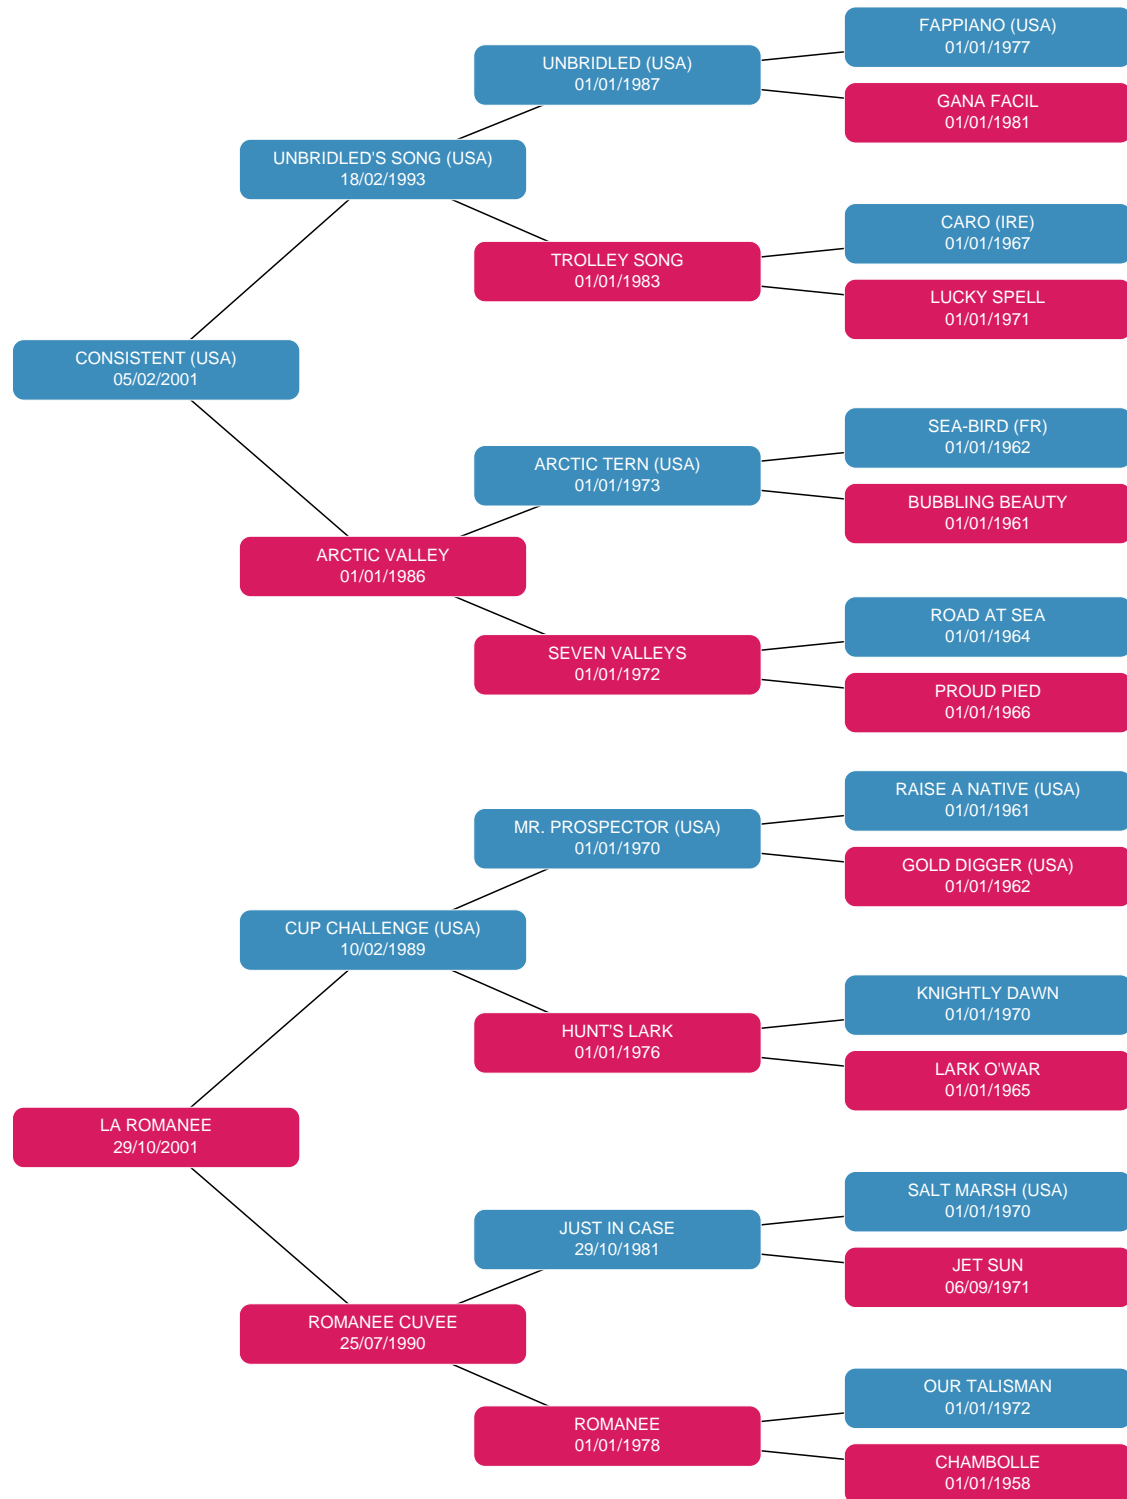 FAPPIANO (USA)
01/01/1977
UNBRIDLED (USA)
01/01/1987
GANA FACIL
01/01/1981
UNBRIDLED'S SONG (USA)
18/02/1993
CARO (IRE)
01/01/1967
TROLLEY SONG
01/01/1983
LUCKY SPELL
01/01/1971
CONSISTENT (USA)
05/02/2001
SEA-BIRD (FR)
01/01/1962
ARCTIC TERN (USA)
01/01/1973
BUBBLING BEAUTY
01/01/1961
ARCTIC VALLEY
01/01/1986
ROAD AT SEA
01/01/1964
SEVEN VALLEYS
01/01/1972
PROUD PIED
01/01/1966
RAISE A NATIVE (USA)
01/01/1961
MR. PROSPECTOR (USA)
01/01/1970
GOLD DIGGER (USA)
01/01/1962
CUP CHALLENGE (USA)
10/02/1989
KNIGHTLY DAWN
01/01/1970
HUNT'S LARK
01/01/1976
LARK O'WAR
01/01/1965
LA ROMANEE
29/10/2001
SALT MARSH (USA)
01/01/1970
JUST IN CASE
29/10/1981
JET SUN
06/09/1971
ROMANEE CUVEE
25/07/1990
OUR TALISMAN
01/01/1972
ROMANEE
01/01/1978
CHAMBOLLE
01/01/1958